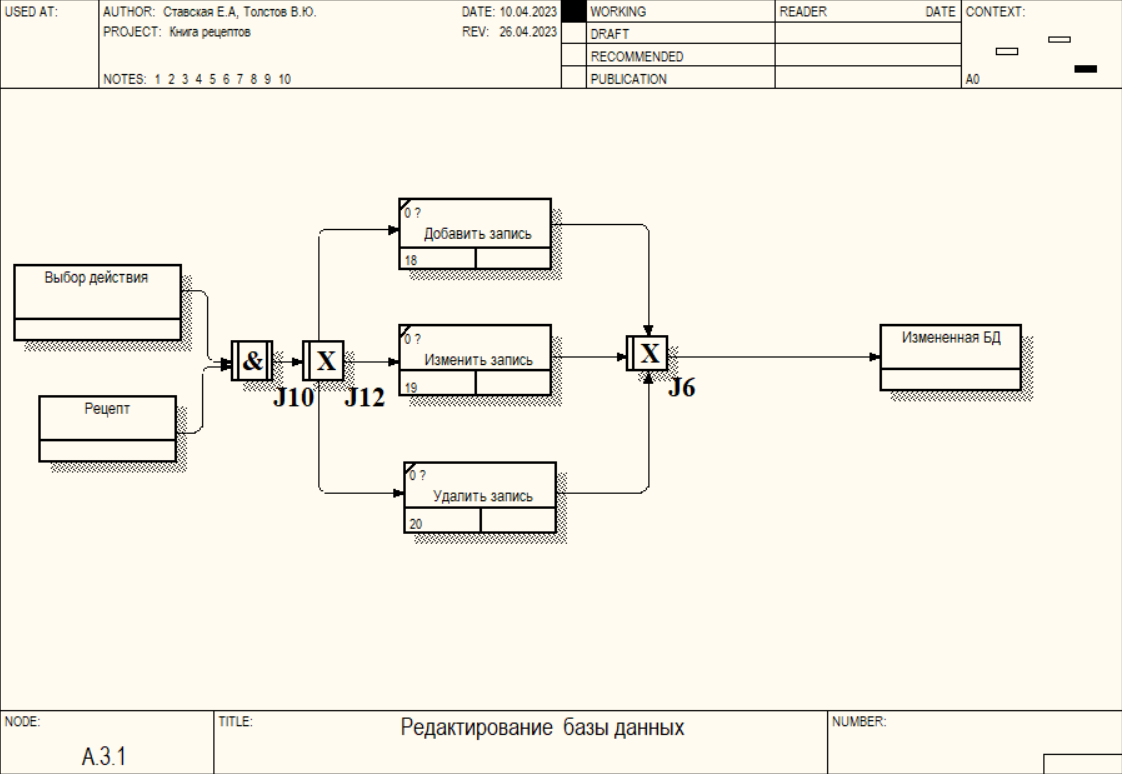 USED AT:
AUTHOR: Ставская Е.А, Толстов В.Ю.
DATE: 10.04.2023
PROJECT: Книга рецептов
REV: 26.04.2023
NOTES: 1 2 3 4 5 6 7 8 9 10
WORKING
DRAFT
RECOMMENDED
PUBLICATION
READER
DATE
CONTEXT:
A0
0 ?
Добавить запись
18
Выбор действия
0 ?
Изменить запись
19
Измененная БД
&
J10
X
J12
X
J6
Рецепт
0 ?
Удалить запись
20
NODE:
A.3.1
TITLE:
Редактирование базы данных
NUMBER: